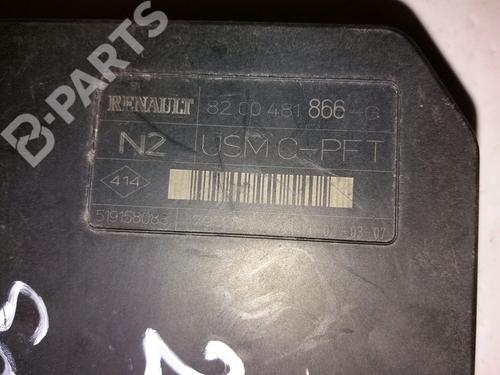 B-PARTS
RENAULT 82 00 481 866-G
N2 USM C-PFT
414
519158083